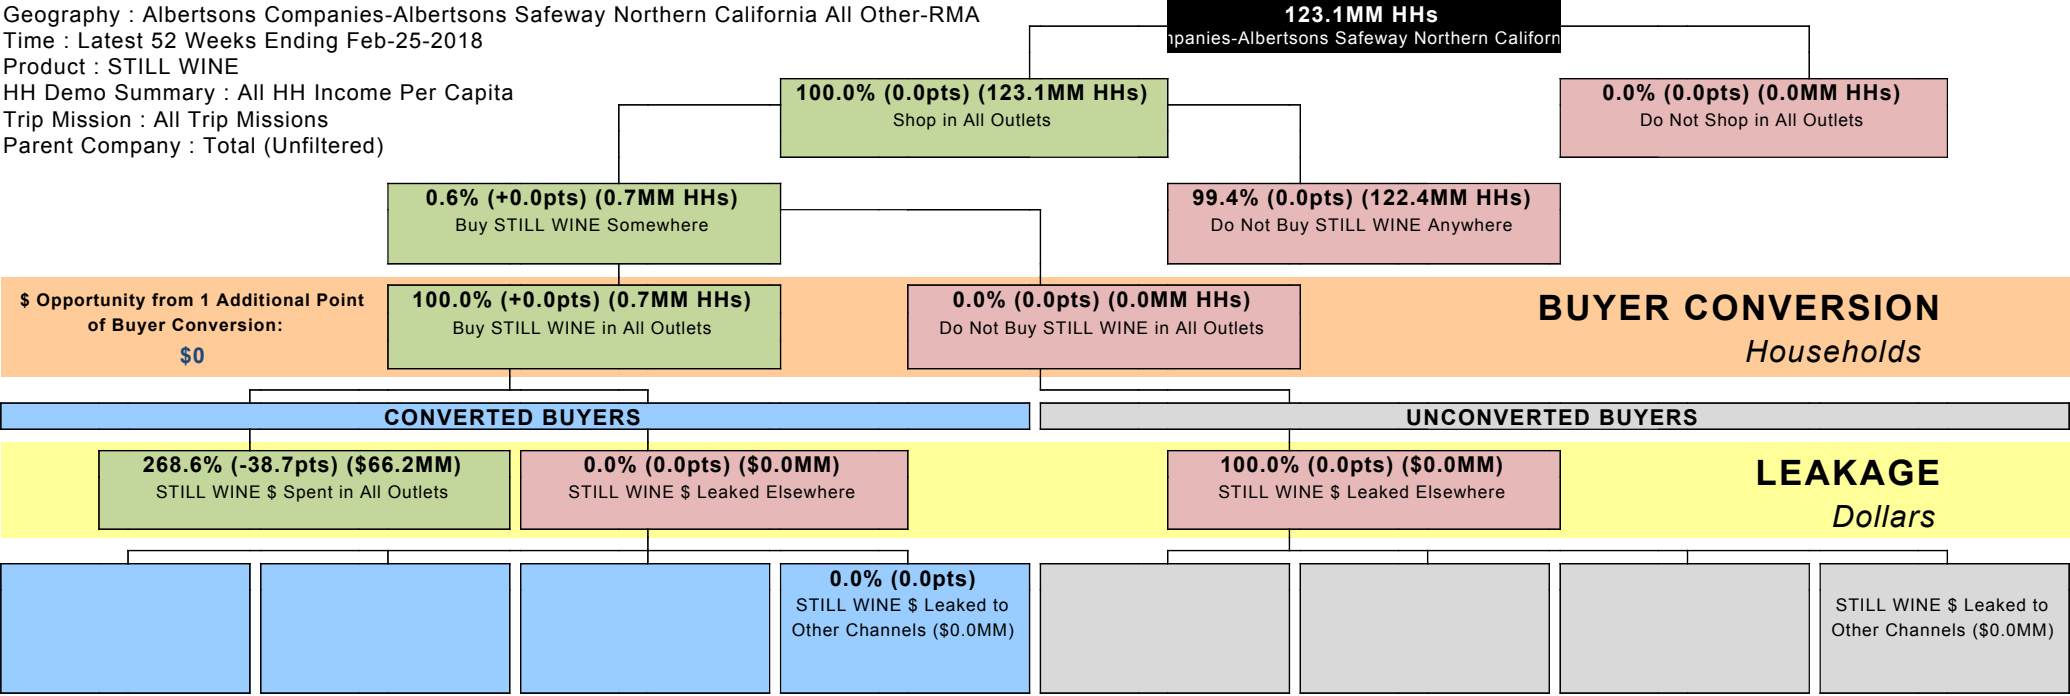 Geography : Albertsons Companies-Albertsons Safeway Northern California All Other-RMA
Time : Latest 52 Weeks Ending Feb-25-2018
Product : STILL WINE
HH Demo Summary : All HH Income Per Capita
Trip Mission : All Trip Missions
Parent Company : Total (Unfiltered)
123.1MM HHs
panies-Albertsons Safeway Northern Californ
100.0% (0.0pts) (123.1MM HHs)
Shop in All Outlets
0.0% (0.0pts) (0.0MM HHs)
Do Not Shop in All Outlets
0.6% (+0.0pts) (0.7MM HHs)
Buy STILL WINE Somewhere
99.4% (0.0pts) (122.4MM HHs)
Do Not Buy STILL WINE Anywhere
$ Opportunity from 1 Additional Point
of Buyer Conversion:
$0
100.0% (+0.0pts) (0.7MM HHs)
Buy STILL WINE in All Outlets
0.0% (0.0pts) (0.0MM HHs)
Do Not Buy STILL WINE in All Outlets
BUYER CONVERSION
Households
CONVERTED BUYERS
UNCONVERTED BUYERS
268.6% (-38.7pts) ($66.2MM)
STILL WINE $ Spent in All Outlets
0.0% (0.0pts) ($0.0MM)
STILL WINE $ Leaked Elsewhere
100.0% (0.0pts) ($0.0MM)
STILL WINE $ Leaked Elsewhere
LEAKAGE
Dollars
0.0% (0.0pts)
STILL WINE $ Leaked to
Other Channels ($0.0MM)
STILL WINE $ Leaked to
Other Channels ($0.0MM)